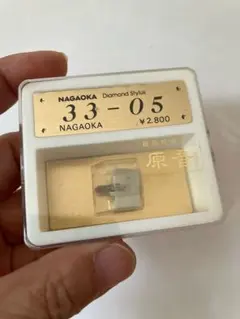 NAGAOKA Diamond Stylus
33-05
NAGAOKA ¥2.800
原音